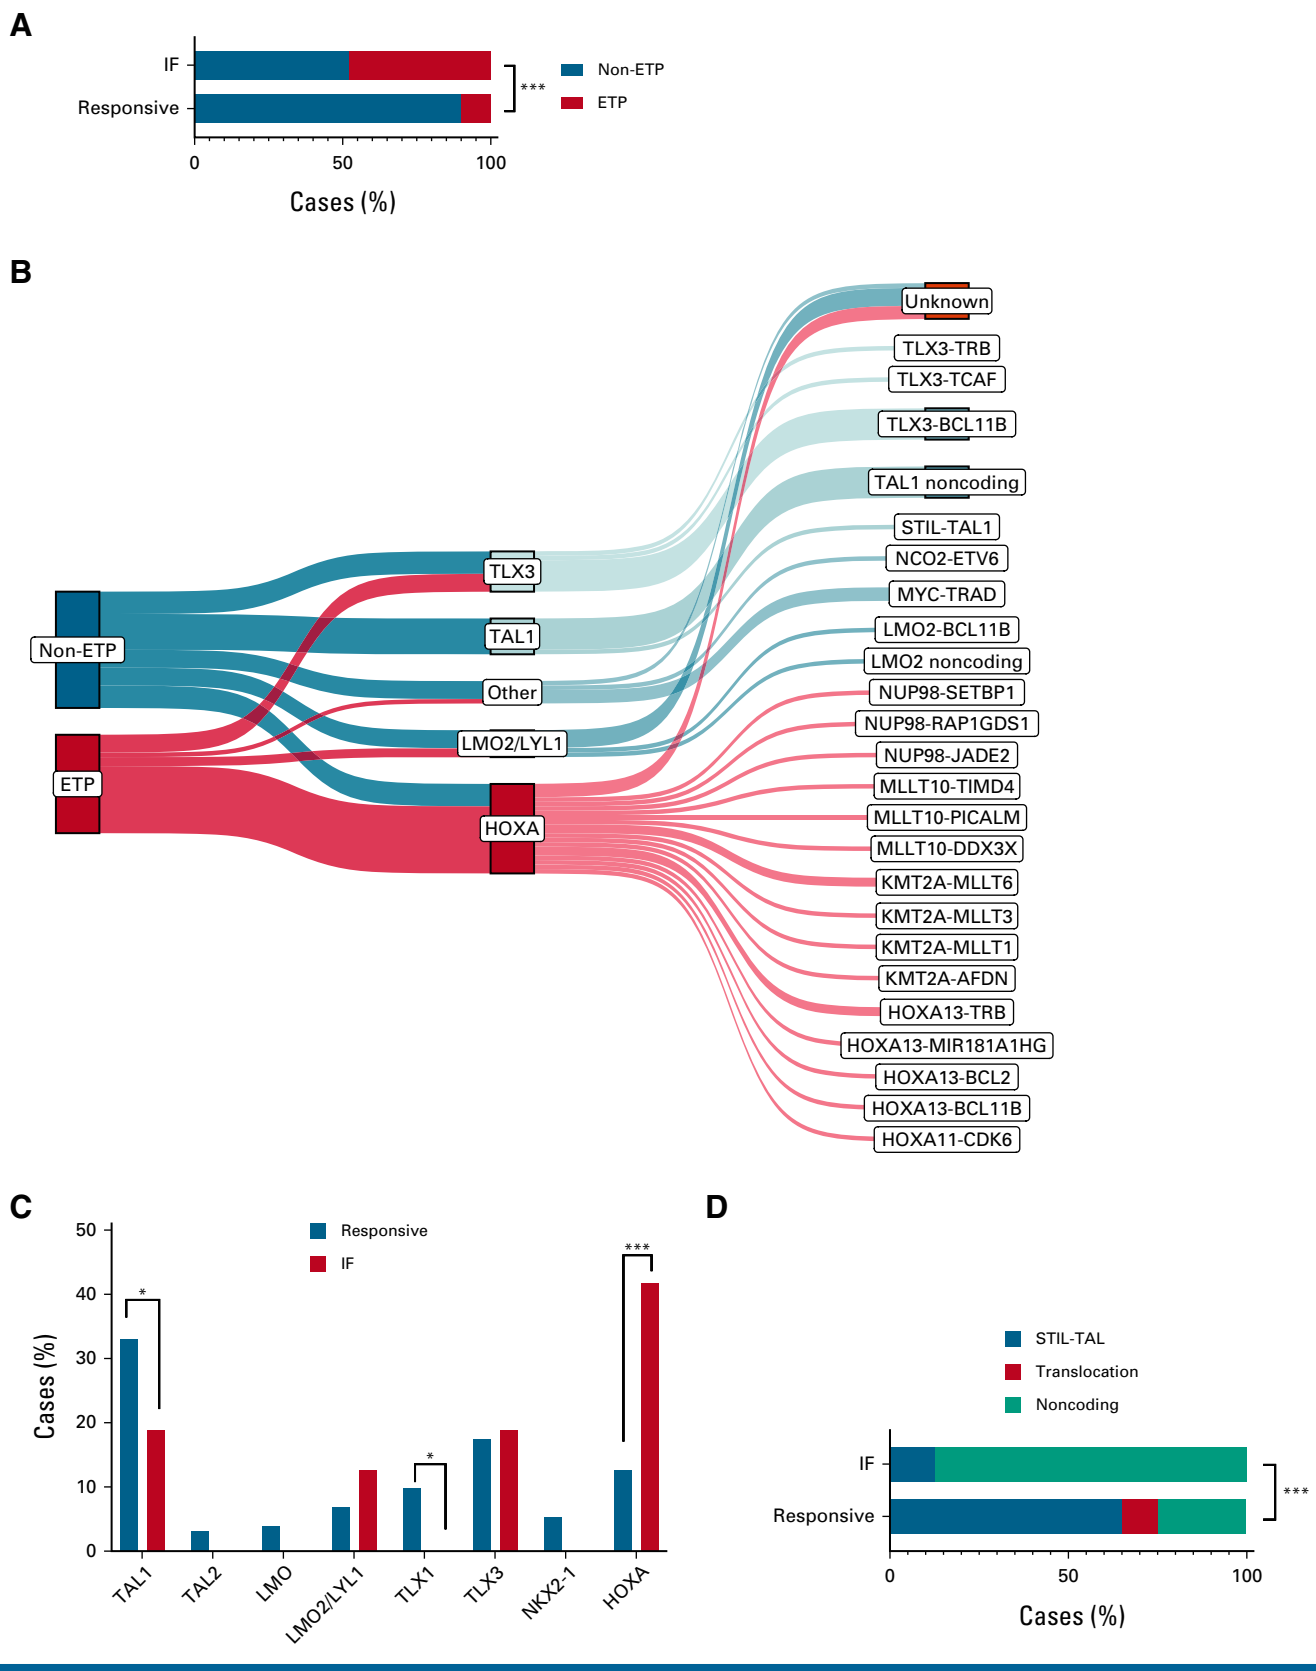 A
IF
Responsive
0
50
100
Cases (%)
***
Non-ETP
ETP
B
Non-ETP
ETP
TLX3
TAL1
Other
LMO2/LYL1
HOXA
Unknown
TLX3-TRB
TLX3-TCAF
TLX3-BCL11B
TAL1 noncoding
STIL-TAL1
NCO2-ETV6
MYC-TRAD
LMO2-BCL11B
LMO2 noncoding
NUP98-SETBP1
NUP98-RAP1GDS1
NUP98-JADE2
MLLT10-TIMD4
MLLT10-PICALM
MLLT10-DDX3X
KMT2A-MLLT6
KMT2A-MLLT3
KMT2A-MLLT1
KMT2A-AFDN
HOXA13-TRB
HOXA13-MIR181A1HG
HOXA13-BCL2
HOXA13-BCL11B
HOXA11-CDK6
C
Cases (%)
50
40
30
20
10
0
Responsive
IF
*
*
***
TAL1
TAL2
LMO
LMO2/LYL1
TLX1
TLX3
NKX2-1
HOXA
D
STIL-TAL
Translocation
Noncoding
IF
Responsive
***
0
50
100
Cases (%)